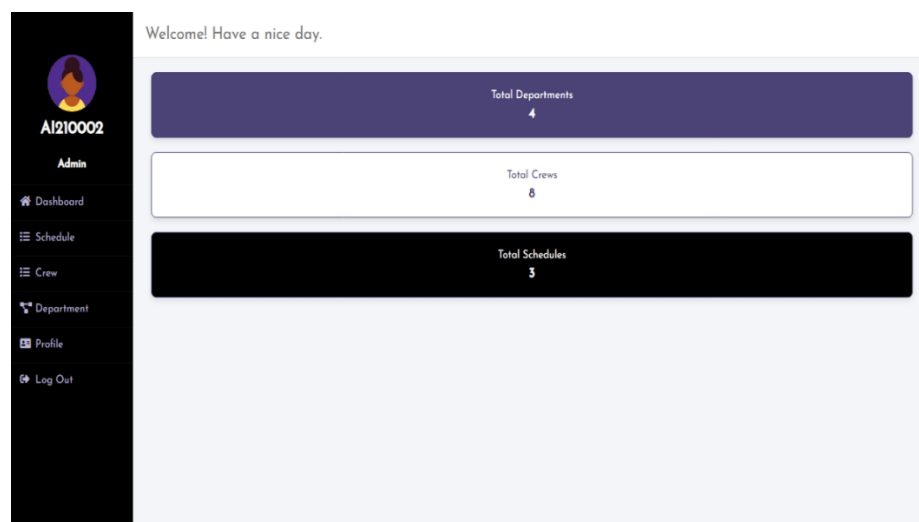 Welcome! Have a nice day.
AI210002
Admin
Dashboard
Schedule
Crew
Department
Profile
Log Out
Total Departments
4
Total Crews
8
Total Schedules
3